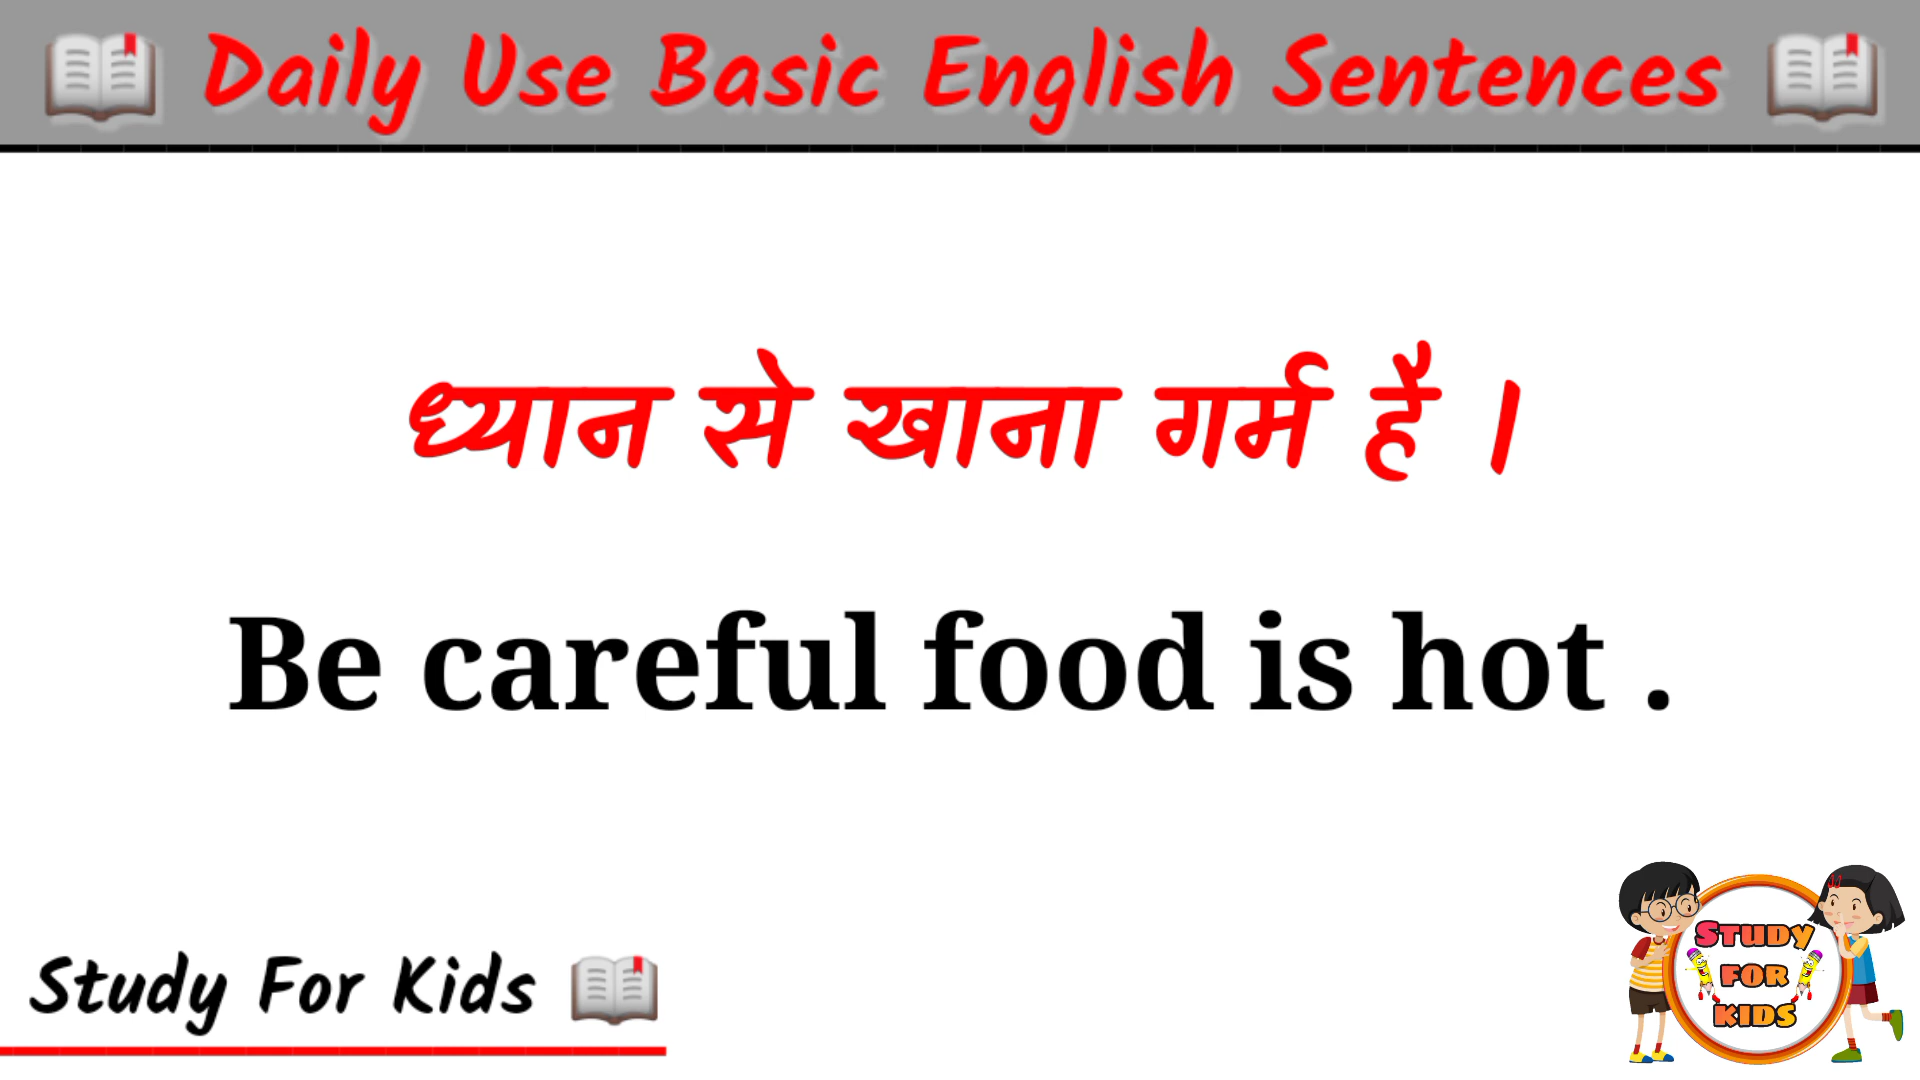 Daily Use Basic English Sentences
ध्यान से खाना गर्म है ।
Be careful food is hot .
Study For Kids
STUDY
FOR
KIDS